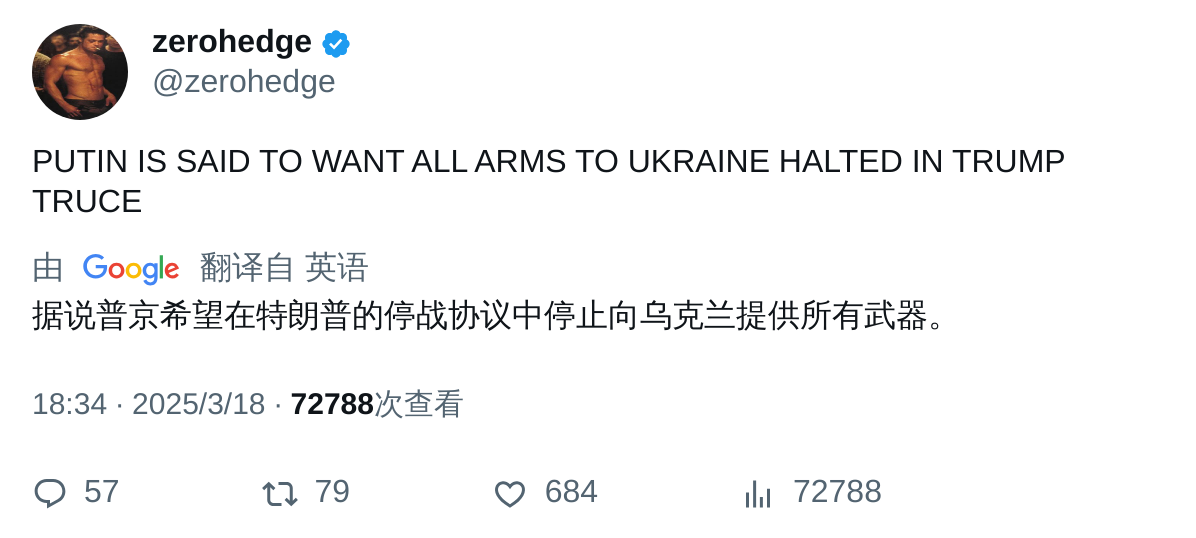 zerohedge
@zerohedge
PUTIN IS SAID TO WANT ALL ARMS TO UKRAINE HALTED IN TRUMP
TRUCE
由 Google 翻译自 英语
据说普京希望在特朗普的停战协议中停止向乌克兰提供所有武器。
18:34 · 2025/3/18 · 72788次查看
57 79 684 72788